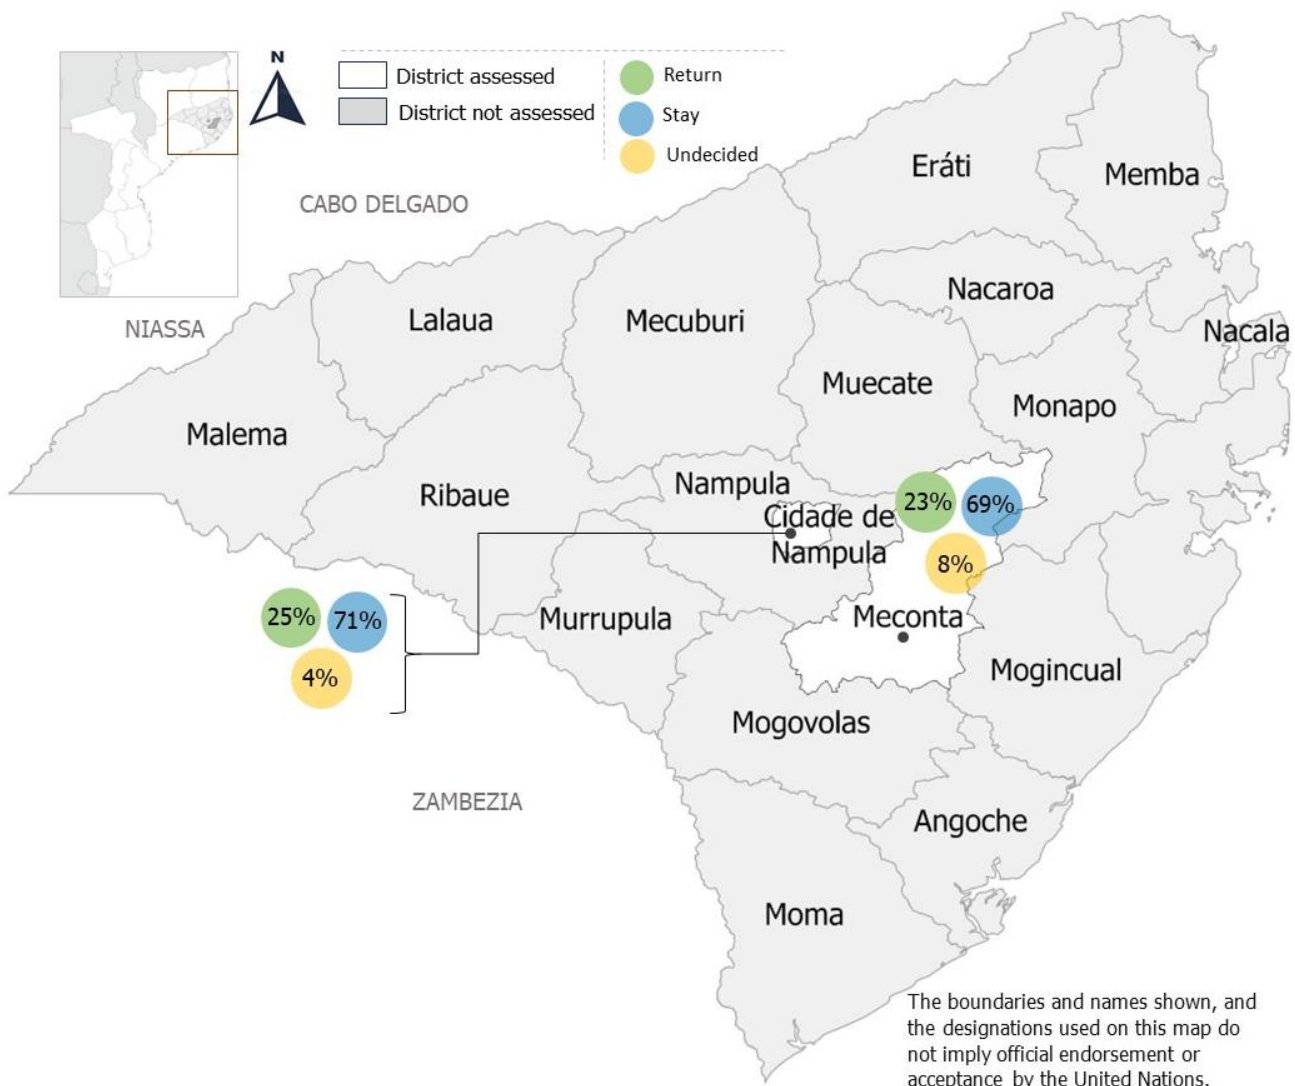 N
District assessed
District not assessed
Return
Stay
Undecided
CABO DELGADO
NIASSA
ZAMBEZIA
Eráti
Memba
Nacaroa
Nacala
Lalaua
Mecuburi
Muecate
Monapo
Malema
Ribaue
Nampula
Cidade de
Nampula
23%
69%
8%
25%
71%
4%
Murrupula
Meconta
Mogincual
Mogovolas
Angoche
Moma
The boundaries and names shown, and
the designations used on this map do
not imply official endorsement or
acceptance by the United Nations.